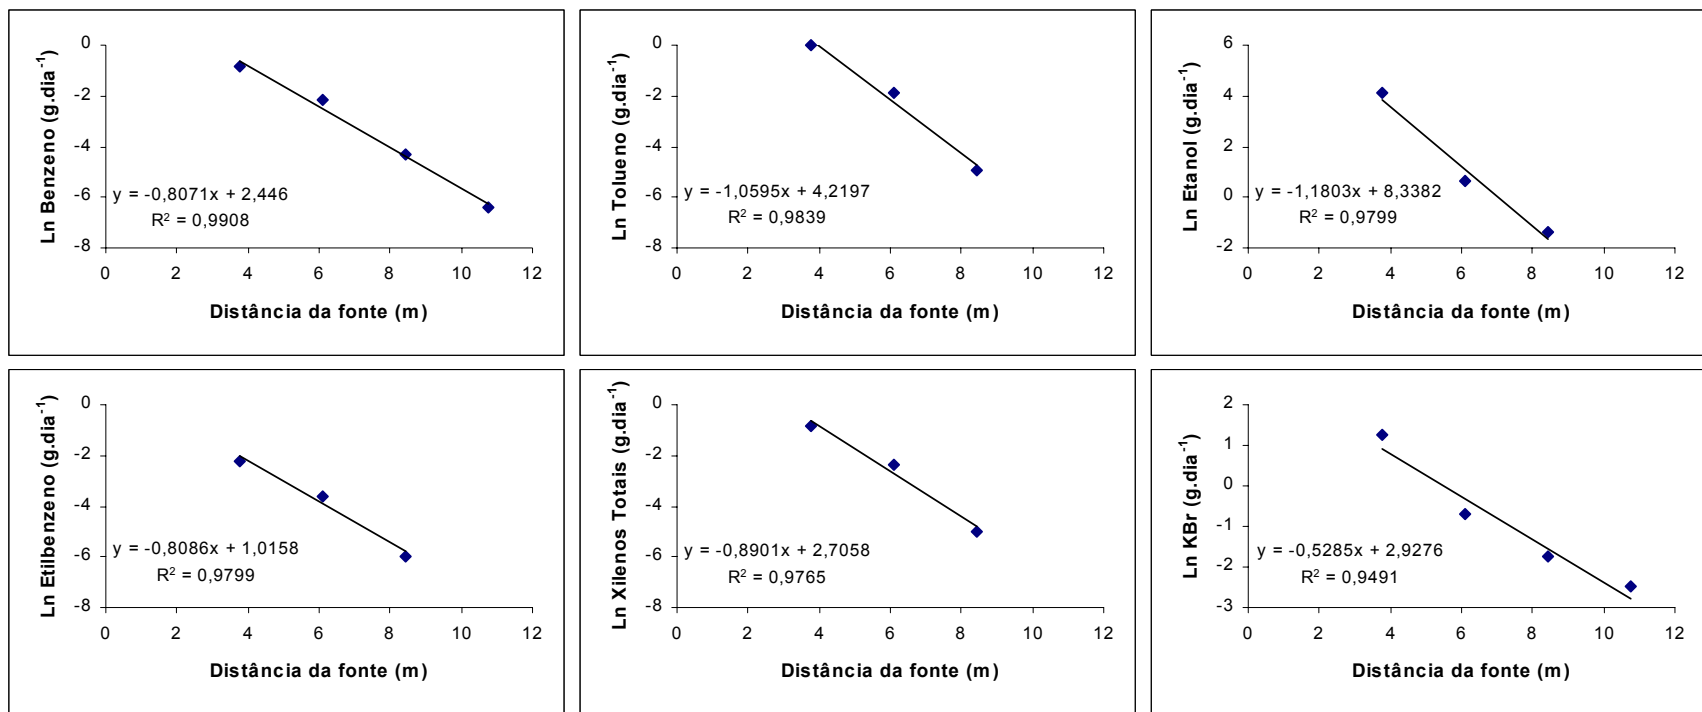 Ln Benzeno (g.dia-1)
0
-2
-4
-6
-8
y = -0,8071x + 2,446
R2 = 0,9908
0 2 4 6 8 10 12
Distância da fonte (m)
Ln Tolueno (g.dia-1)
0
-2
-4
-6
-8
y = -1,0595x + 4,2197
R2 = 0,9839
0 2 4 6 8 10 12
Distância da fonte (m)
Ln Etanol (g.dia-1)
6
4
2
0
-2
y = -1,1803x + 8,3382
R2 = 0,9799
0 2 4 6 8 10 12
Distância da fonte (m)
Ln Etilbenzeno (g.dia-1)
0
-2
-4
-6
-8
y = -0,8086x + 1,0158
R2 = 0,9799
0 2 4 6 8 10 12
Distância da fonte (m)
Ln Xilenos Totais (g.dia-1)
0
-2
-4
-6
-8
y = -0,8901x + 2,7058
R2 = 0,9765
0 2 4 6 8 10 12
Distância da fonte (m)
Ln KBr (g.dia-1)
2
1
0
-1
-2
-3
y = -0,5285x + 2,9276
R2 = 0,9491
0 2 4 6 8 10 12
Distância da fonte (m)